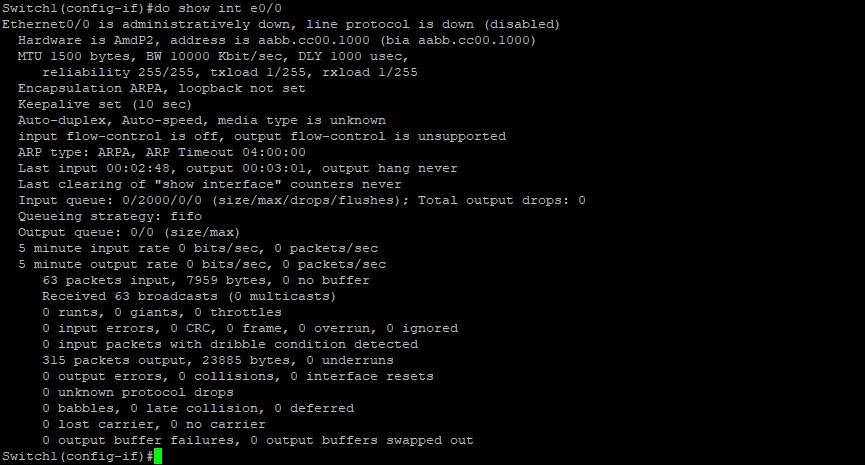 Switch1(config-if)#do show int e0/0
Ethernet0/0 is administratively down, line protocol is down (disabled)
  Hardware is AmdP2, address is aabb.cc00.1000 (bia aabb.cc00.1000)
  MTU 1500 bytes, BW 10000 Kbit/sec, DLY 1000 usec,
     reliability 255/255, txload 1/255, rxload 1/255
  Encapsulation ARPA, loopback not set
  Keepalive set (10 sec)
  Auto-duplex, Auto-speed, media type is unknown
  input flow-control is off, output flow-control is unsupported
  ARP type: ARPA, ARP Timeout 04:00:00
  Last input 00:02:48, output 00:03:01, output hang never
  Last clearing of "show interface" counters never
  Input queue: 0/2000/0/0 (size/max/drops/flushes); Total output drops: 0
  Queueing strategy: fifo
  Output queue: 0/0 (size/max)
  5 minute input rate 0 bits/sec, 0 packets/sec
  5 minute output rate 0 bits/sec, 0 packets/sec
     63 packets input, 7959 bytes, 0 no buffer
     Received 63 broadcasts (0 multicasts)
     0 runts, 0 giants, 0 throttles
     0 input errors, 0 CRC, 0 frame, 0 overrun, 0 ignored
     0 input packets with dribble condition detected
     315 packets output, 23885 bytes, 0 underruns
     0 output errors, 0 collisions, 0 interface resets
     0 unknown protocol drops
     0 babbles, 0 late collision, 0 deferred
     0 lost carrier, 0 no carrier
     0 output buffer failures, 0 output buffers swapped out
Switch1(config-if)#